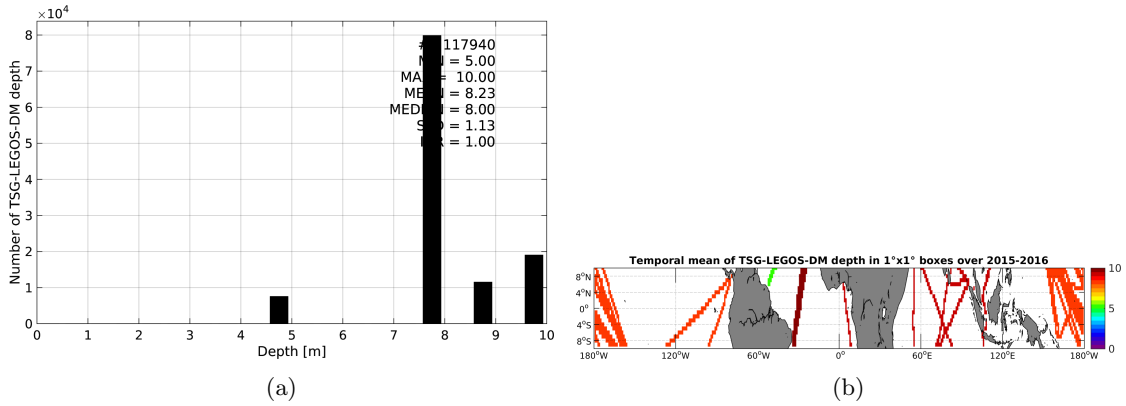 ×10⁴
8
7
6
5
4
3
2
1
0
Number of TSG-LEGOS-DM depth
117940
= 5.00
= 10.00
= 8.23
= 8.00
= 1.13
= 1.00
0 1 2 3 4 5 6 7 8 9 10
Depth [m]
(a)
Temporal mean of TSG-LEGOS-DM depth in 1°x1° boxes over 2015-2016
8°N
4°N
0°
4°S
8°S
180°W 120°W 60°W 0° 60°E 120°E 180°W
10
5
0
(b)